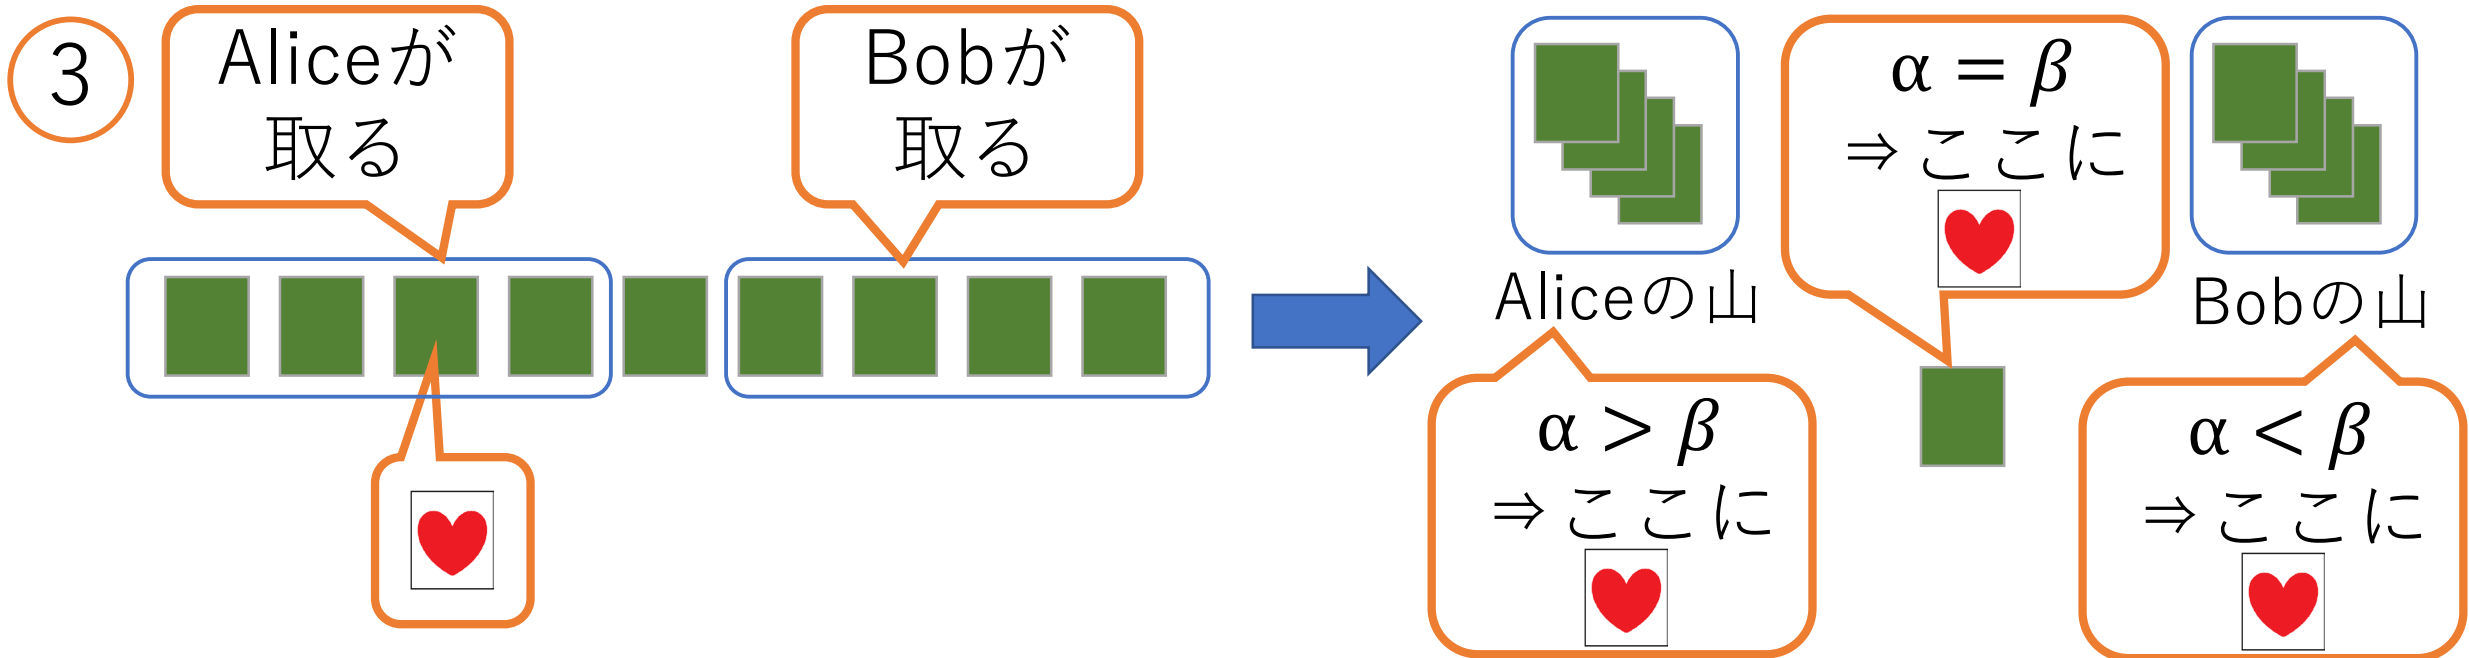 3
Aliceが
取る
Bobが
取る
α = β
⇒ここに
Aliceの山
Bobの山
α > β
⇒ここに
α < β
⇒ここに